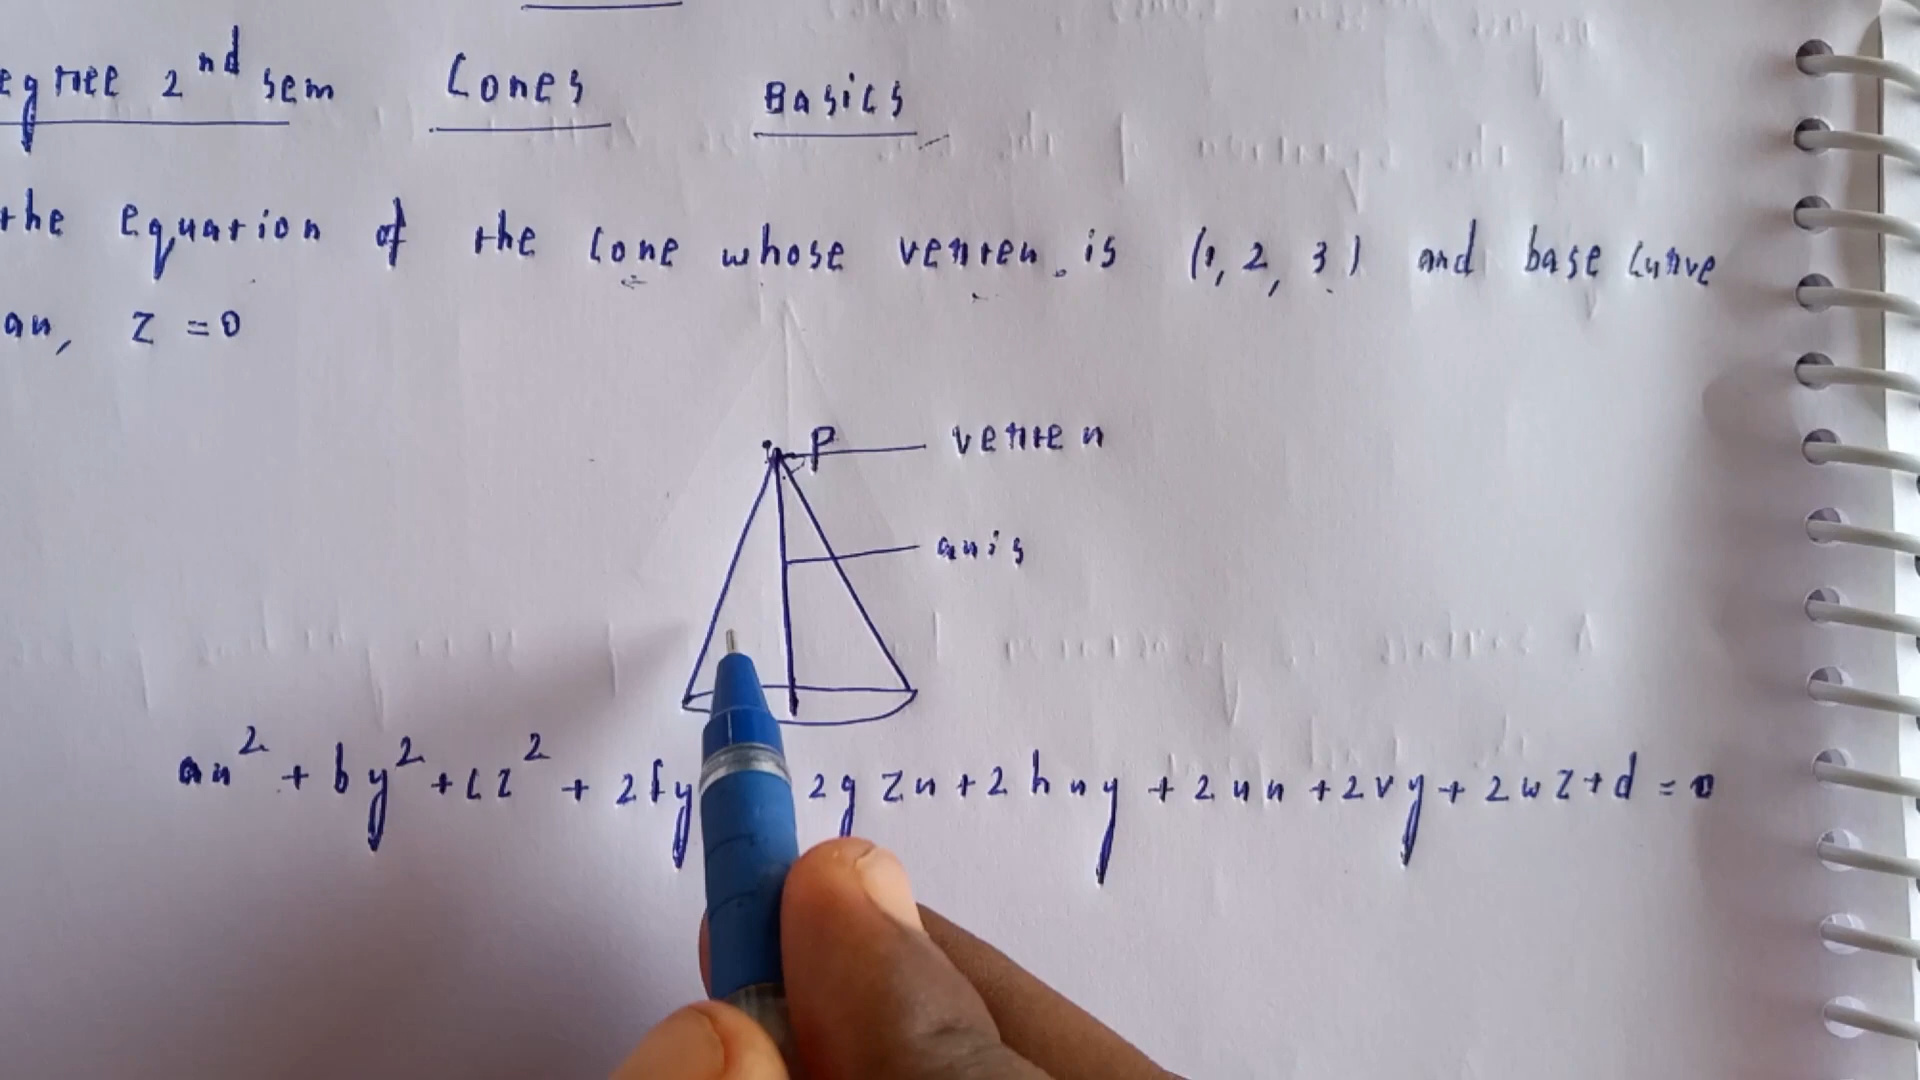 egree 2nd sem Cones Basics
the equation of the cone whose vertex is (1, 2, 3) and base curve
ax, z = 0
P vertex
axis
ax² + by² + cz² + 2fy 2gzx + 2hxy + 2ux + 2vy + 2wz + d = 0